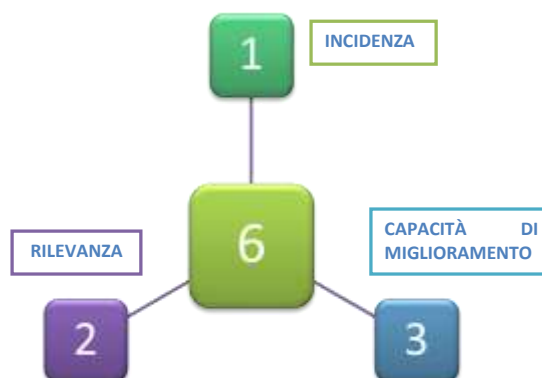 1
INCIDENZA
6
RILEVANZA
CAPACITÀ DI
MIGLIORAMENTO
2
3